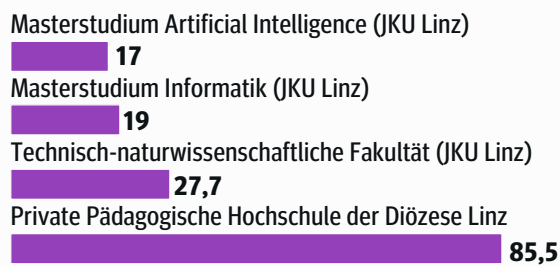 Masterstudium Artificial Intelligence (JKU Linz)
17
Masterstudium Informatik (JKU Linz)
19
Technisch-naturwissenschaftliche Fakultät (JKU Linz)
27,7
Private Pädagogische Hochschule der Diözese Linz
85,5